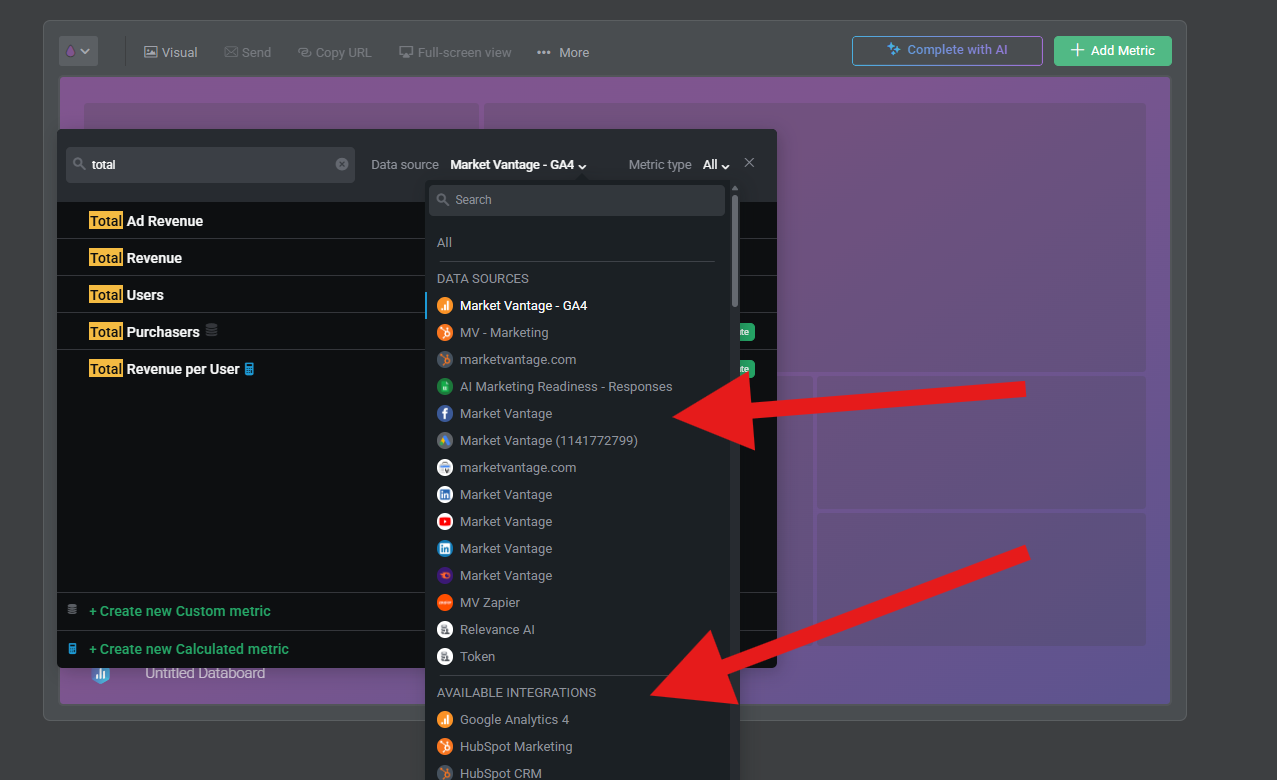 Visual Send Copy URL Full-screen view ••• More Complete with AI + Add Metric
total Data source Market Vantage - GA4 Metric type All
Search
All
Total Ad Revenue
Total Revenue
Total Users
Total Purchasers
Total Revenue per User
DATA SOURCES
Market Vantage - GA4
MV - Marketing
marketvantage.com
AI Marketing Readiness - Responses
Market Vantage
Market Vantage (1141772799)
marketvantage.com
Market Vantage
Market Vantage
Market Vantage
Market Vantage
MV Zapier
Relevance AI
Token
AVAILABLE INTEGRATIONS
Google Analytics 4
HubSpot Marketing
HubSpot CRM
+ Create new Custom metric
+ Create new Calculated metric
Untitled Databoard